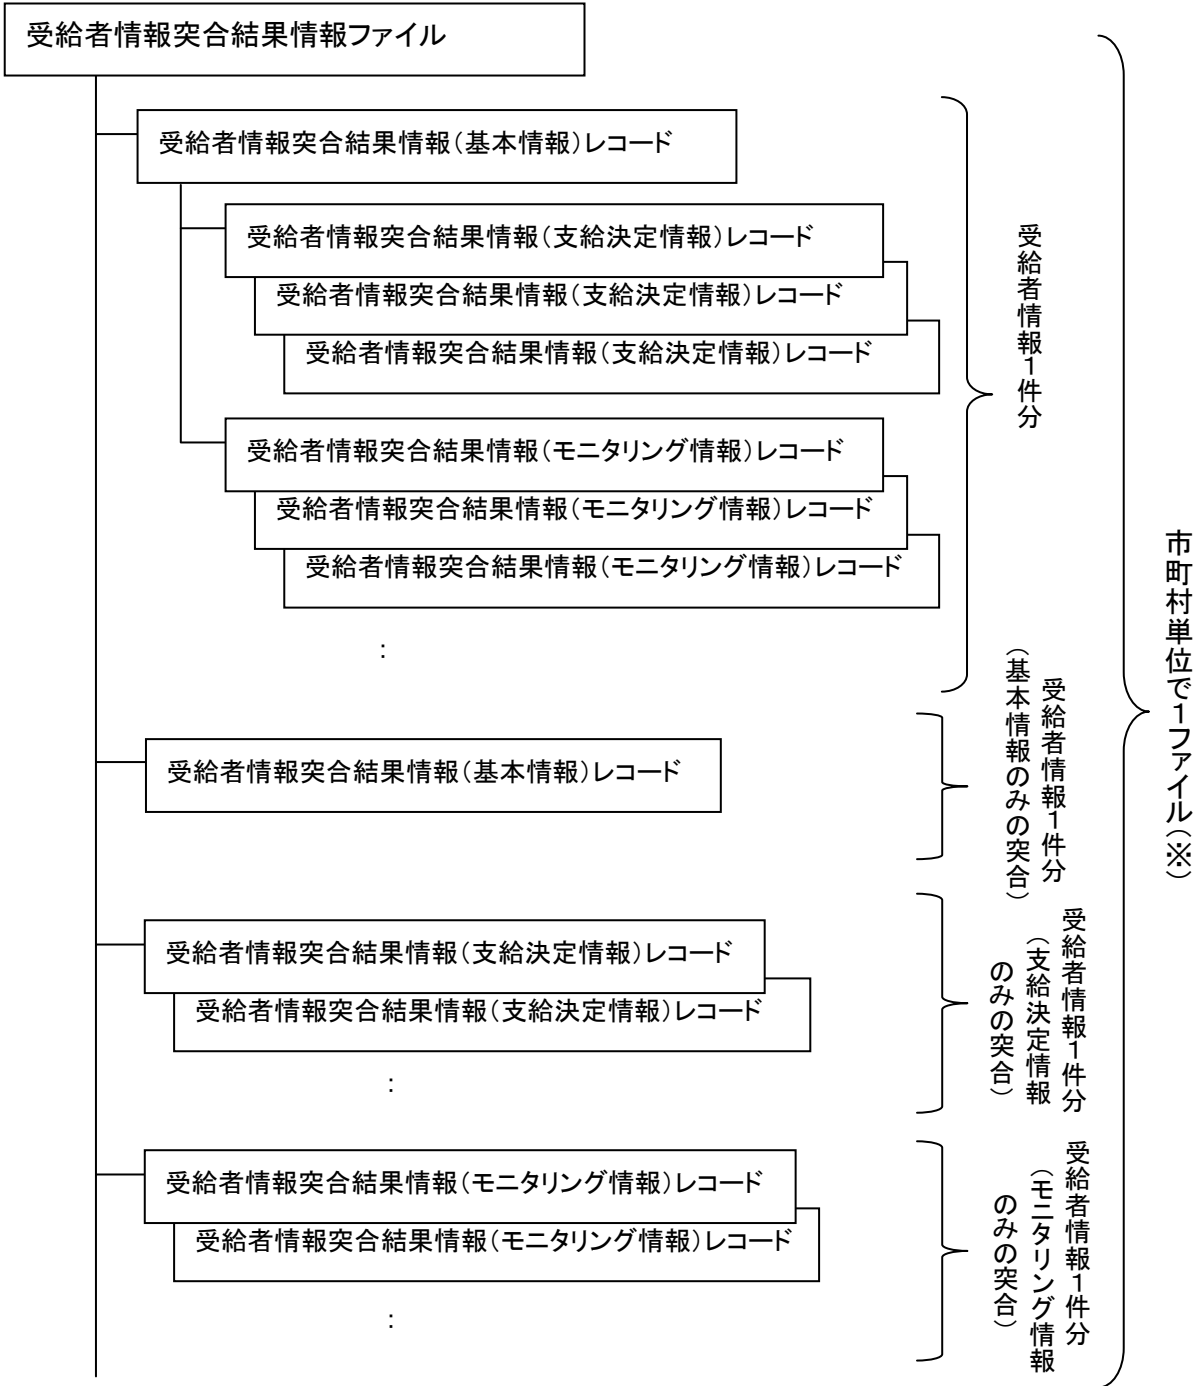 受給者情報突合結果情報ファイル
受給者情報突合結果情報(基本情報)レコード
受給者情報突合結果情報(支給決定情報)レコード
受給者情報突合結果情報(支給決定情報)レコード
受給者情報突合結果情報(支給決定情報)レコード
受給者情報突合結果情報(モニタリング情報)レコード
受給者情報突合結果情報(モニタリング情報)レコード
受給者情報突合結果情報(モニタリング情報)レコード
:
受給者情報1件分
受給者情報突合結果情報(基本情報)レコード
受給者情報1件分
(基本情報のみの突合)
受給者情報突合結果情報(支給決定情報)レコード
受給者情報突合結果情報(支給決定情報)レコード
:
受給者情報1件分
(支給決定情報
のみの突合)
受給者情報突合結果情報(モニタリング情報)レコード
受給者情報突合結果情報(モニタリング情報)レコード
:
受給者情報1件分
(モニタリング情報
のみの突合)
市町村単位で1ファイル(※)